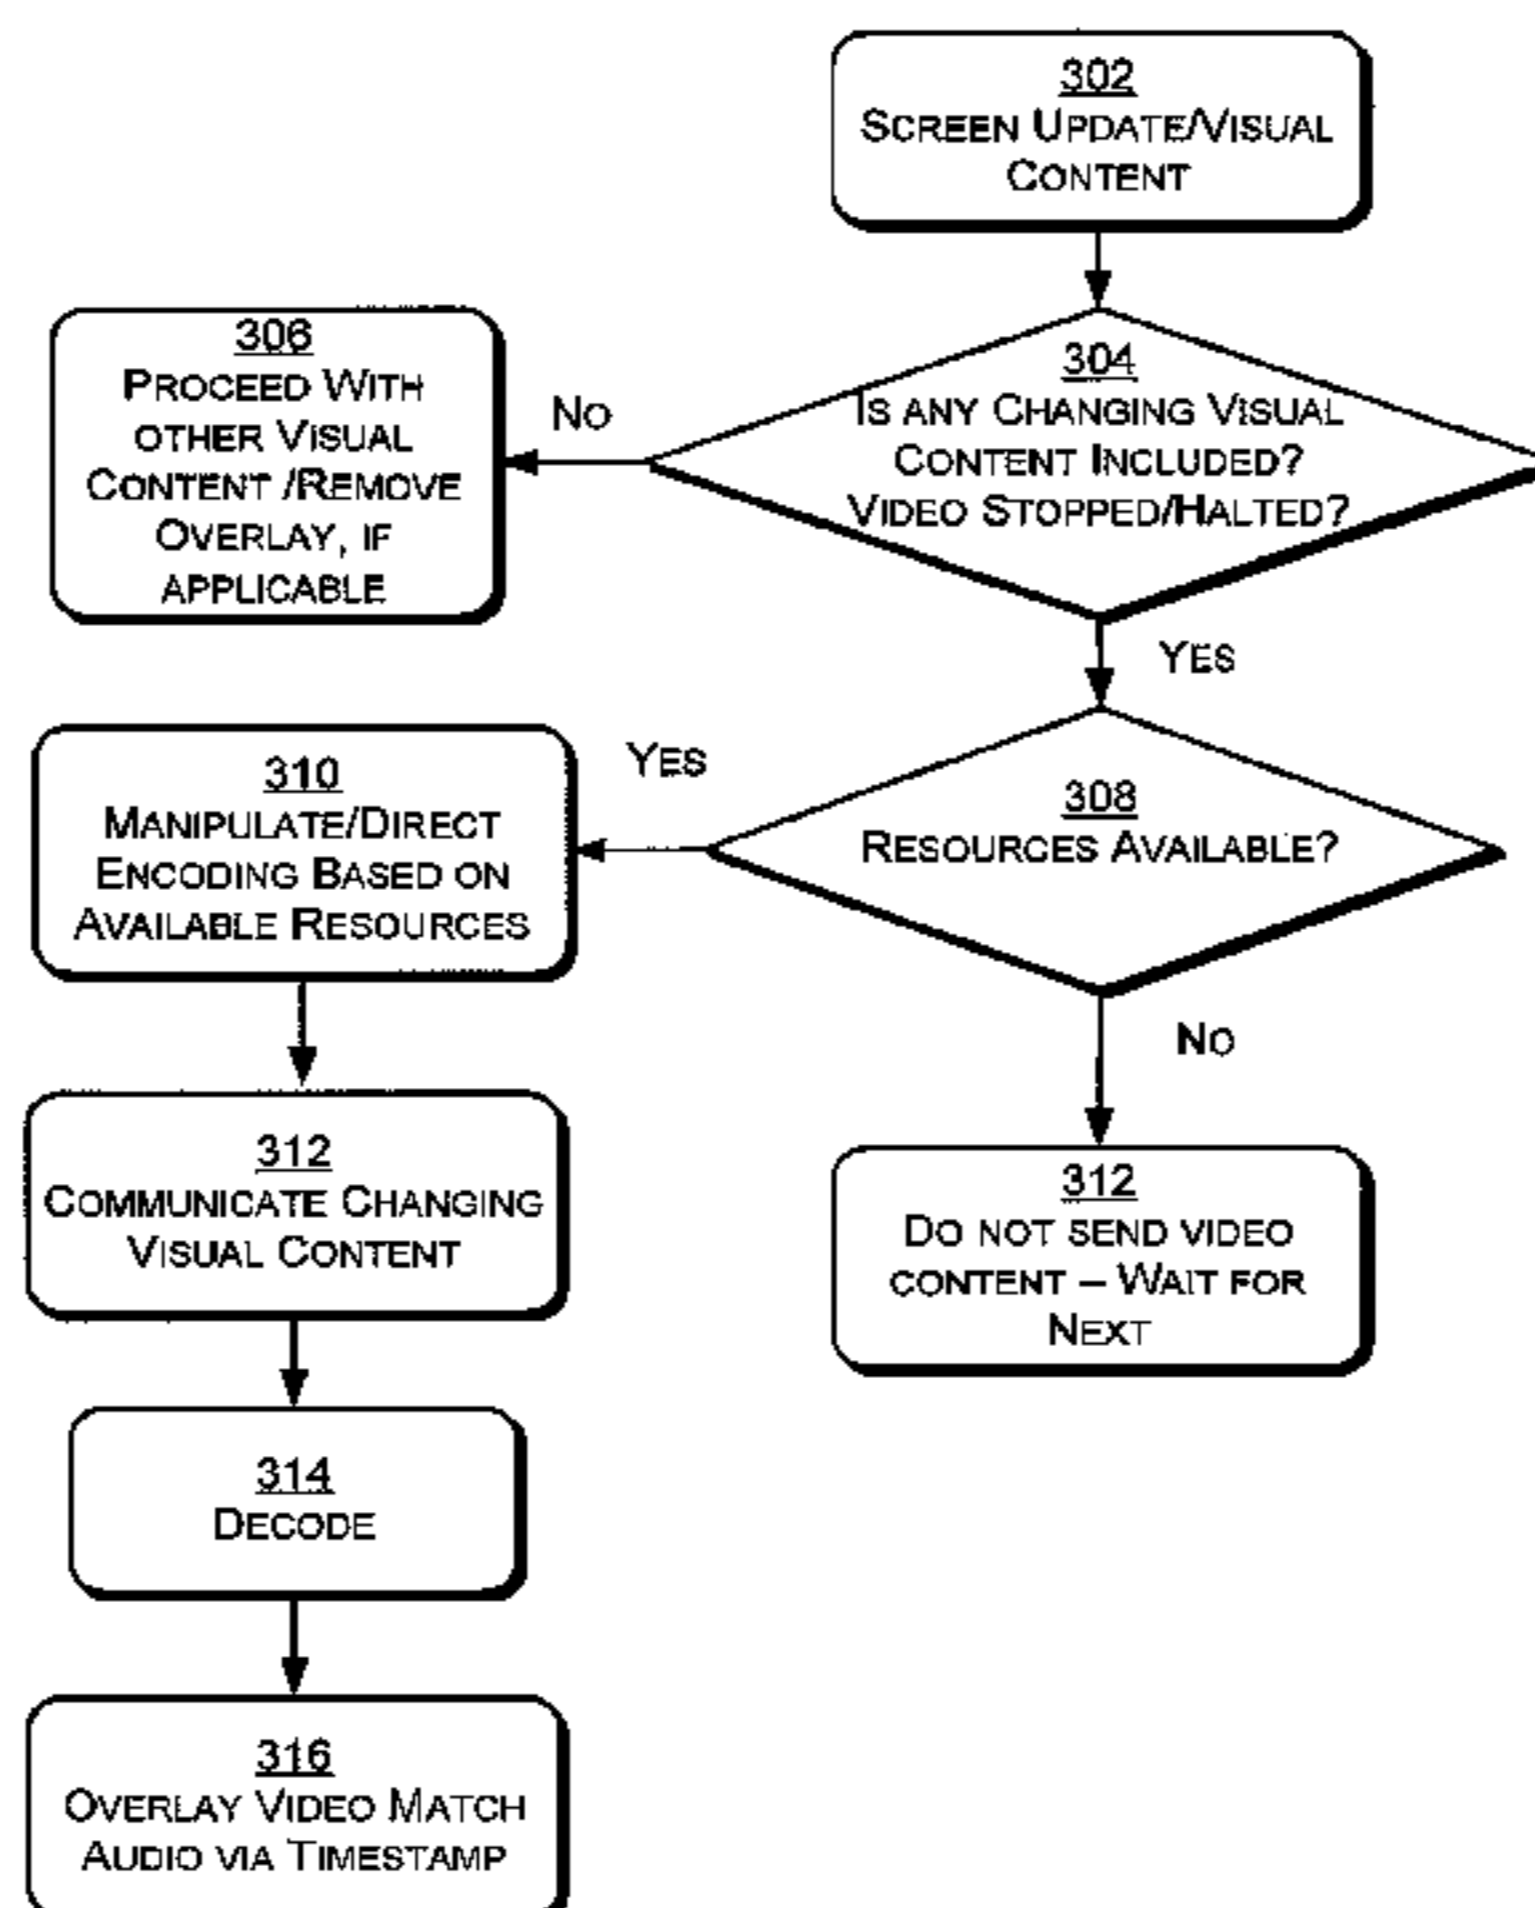 302
SCREEN UPDATE/VISUAL
CONTENT
304
IS ANY CHANGING VISUAL
CONTENT INCLUDED?
VIDEO STOPPED/HALTED?
NO
306
PROCEED WITH
OTHER VISUAL
CONTENT /REMOVE
OVERLAY, IF
APPLICABLE
YES
308
RESOURCES AVAILABLE?
YES
310
MANIPULATE/DIRECT
ENCODING BASED ON
AVAILABLE RESOURCES
NO
312
COMMUNICATE CHANGING
VISUAL CONTENT
312
DO NOT SEND VIDEO
CONTENT – WAIT FOR
NEXT
314
DECODE
316
OVERLAY VIDEO MATCH
AUDIO VIA TIMESTAMP